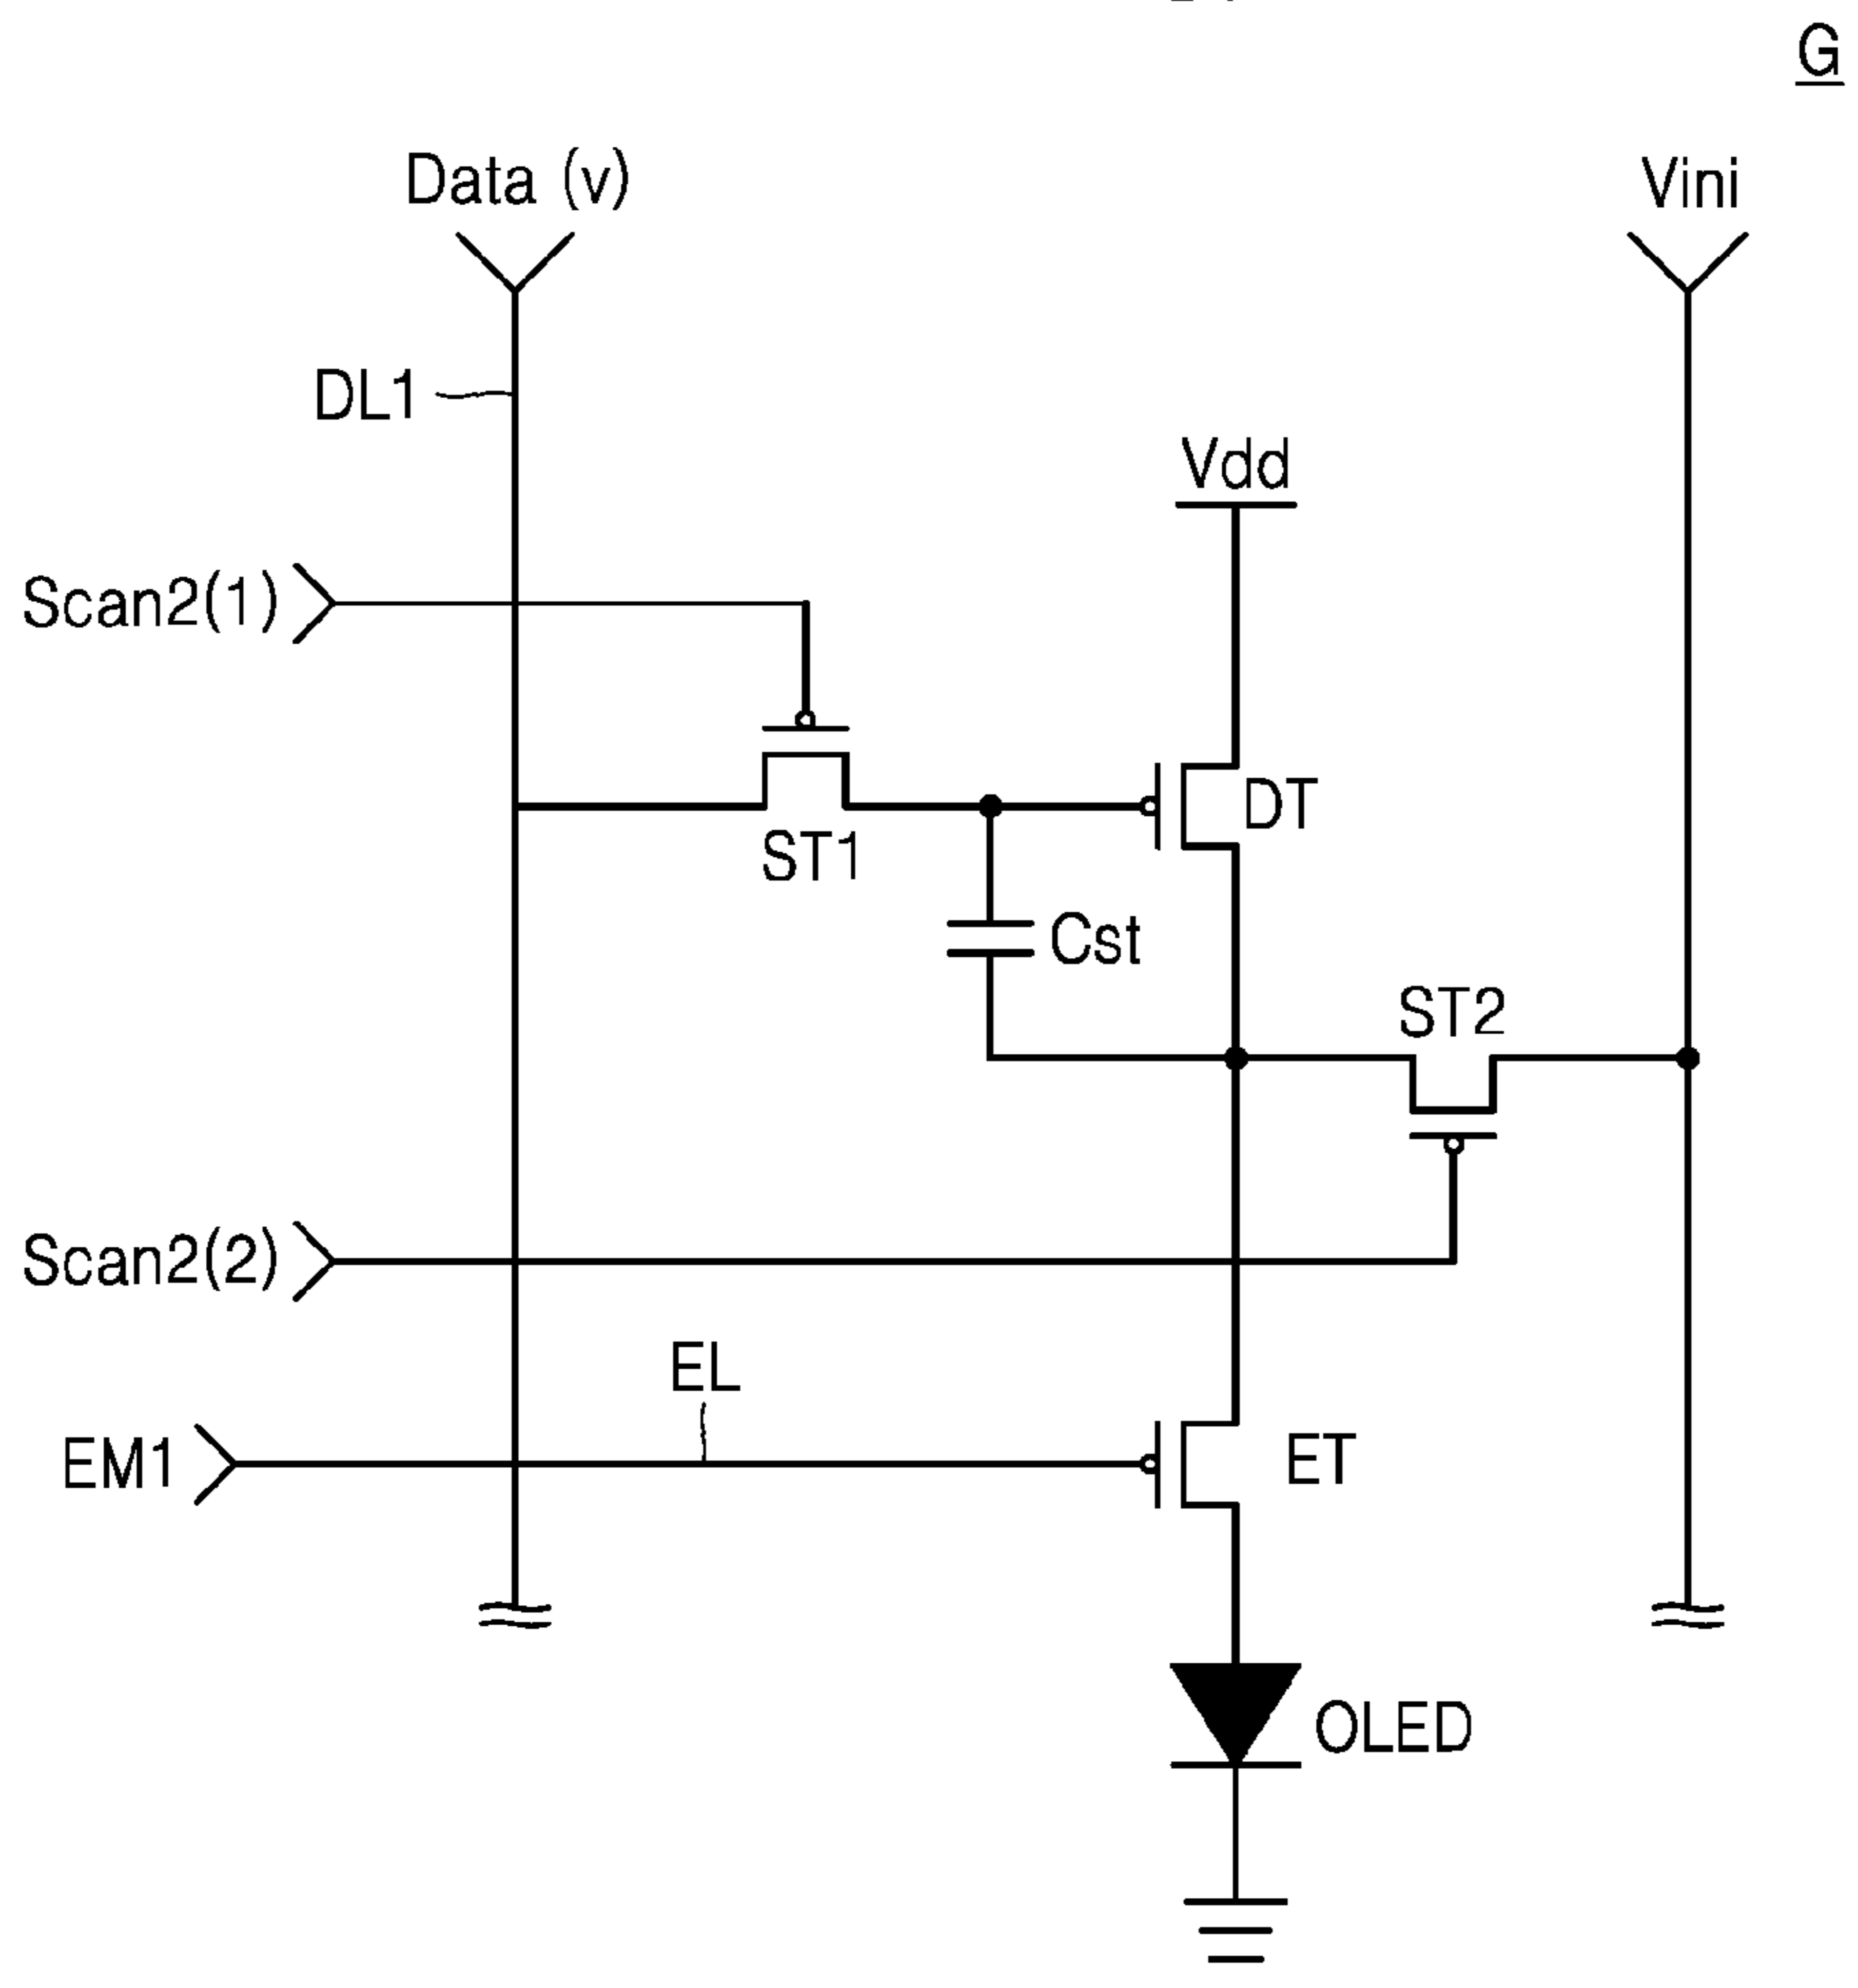 G
Data (v)
Vini
DL1
Vdd
Scan2(1)
DT
ST1
Cst
ST2
Scan2(2)
EL
EM1
ET
OLED